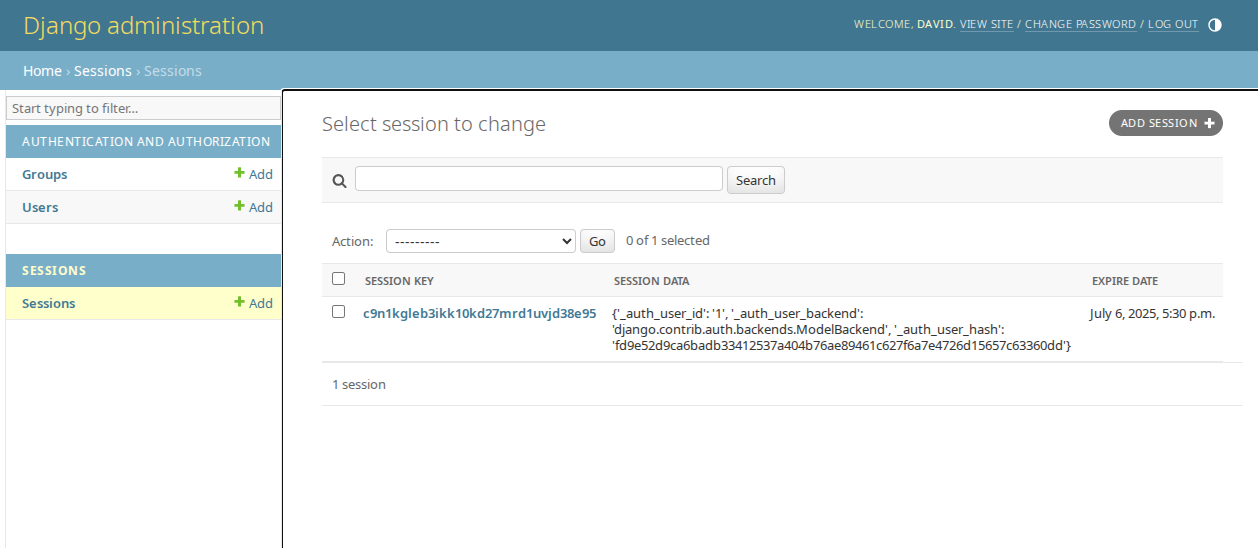 Django administration
WELCOME, DAVID. VIEW SITE / CHANGE PASSWORD / LOG OUT
Home › Sessions › Sessions
Start typing to filter...
AUTHENTICATION AND AUTHORIZATION
Groups Add
Users Add
SESSIONS
Sessions Add
Select session to change
ADD SESSION
Search
Action: --------- Go 0 of 1 selected
SESSION KEY SESSION DATA EXPIRE DATE
c9n1kgleb3ikk10kd27mrd1uvjd38e95 {'_auth_user_id': '1', '_auth_user_backend': July 6, 2025, 5:30 p.m.
'django.contrib.auth.backends.ModelBackend', '_auth_user_hash':
'fd9e52d9ca6badb33412537a404b76ae89461c627f6a7e4726d15657c63360dd'}
1 session